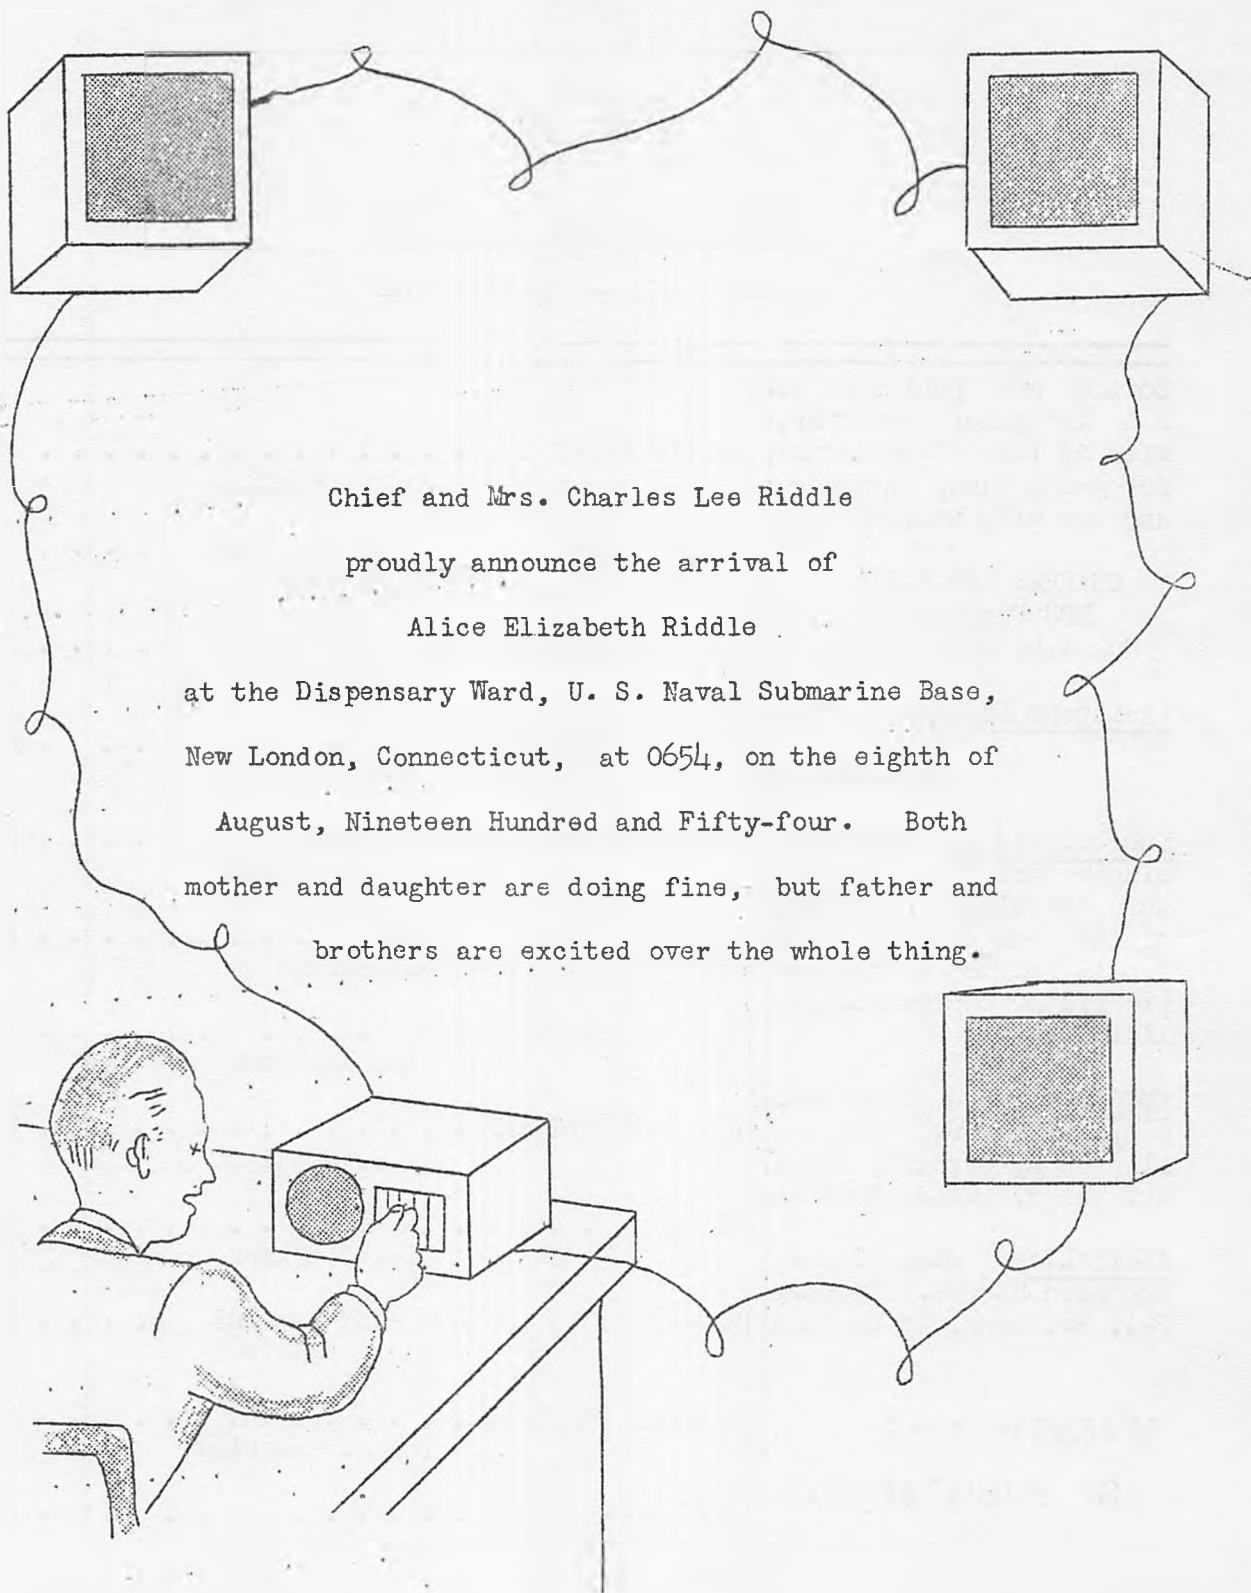 Chief and Mrs. Charles Lee Riddle
proudly announce the arrival of
Alice Elizabeth Riddle
at the Dispensary Ward, U. S. Naval Submarine Base,
New London, Connecticut, at 0654, on the eighth of
August, Nineteen Hundred and Fifty-four. Both
mother and daughter are doing fine, but father and
brothers are excited over the whole thing.